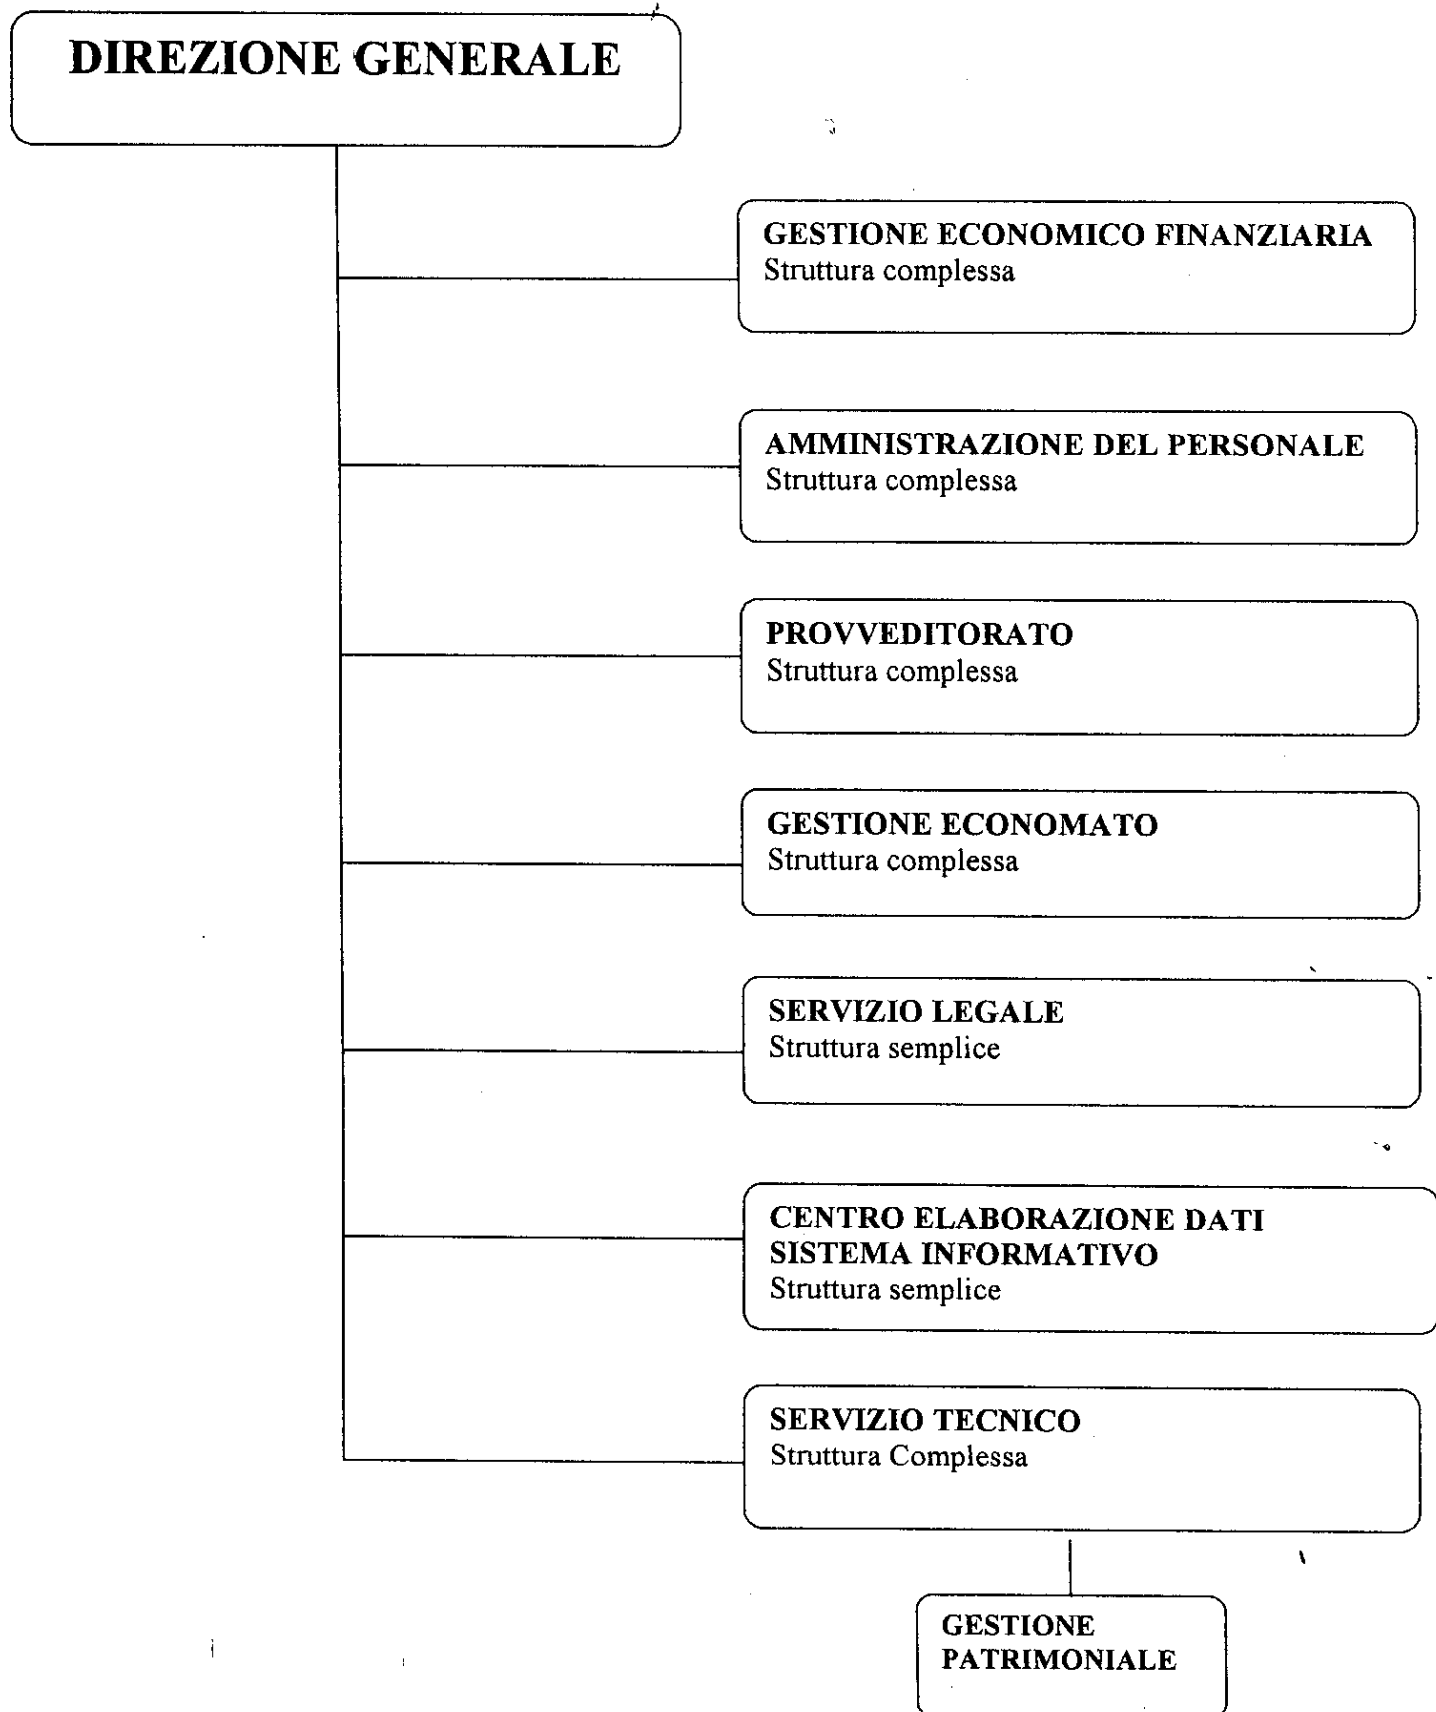 DIREZIONE GENERALE
GESTIONE ECONOMICO FINANZIARIA
Struttura complessa
AMMINISTRAZIONE DEL PERSONALE
Struttura complessa
PROVVEDITORATO
Struttura complessa
GESTIONE ECONOMATO
Struttura complessa
SERVIZIO LEGALE
Struttura semplice
CENTRO ELABORAZIONE DATI
SISTEMA INFORMATIVO
Struttura semplice
SERVIZIO TECNICO
Struttura Complessa
GESTIONE
PATRIMONIALE